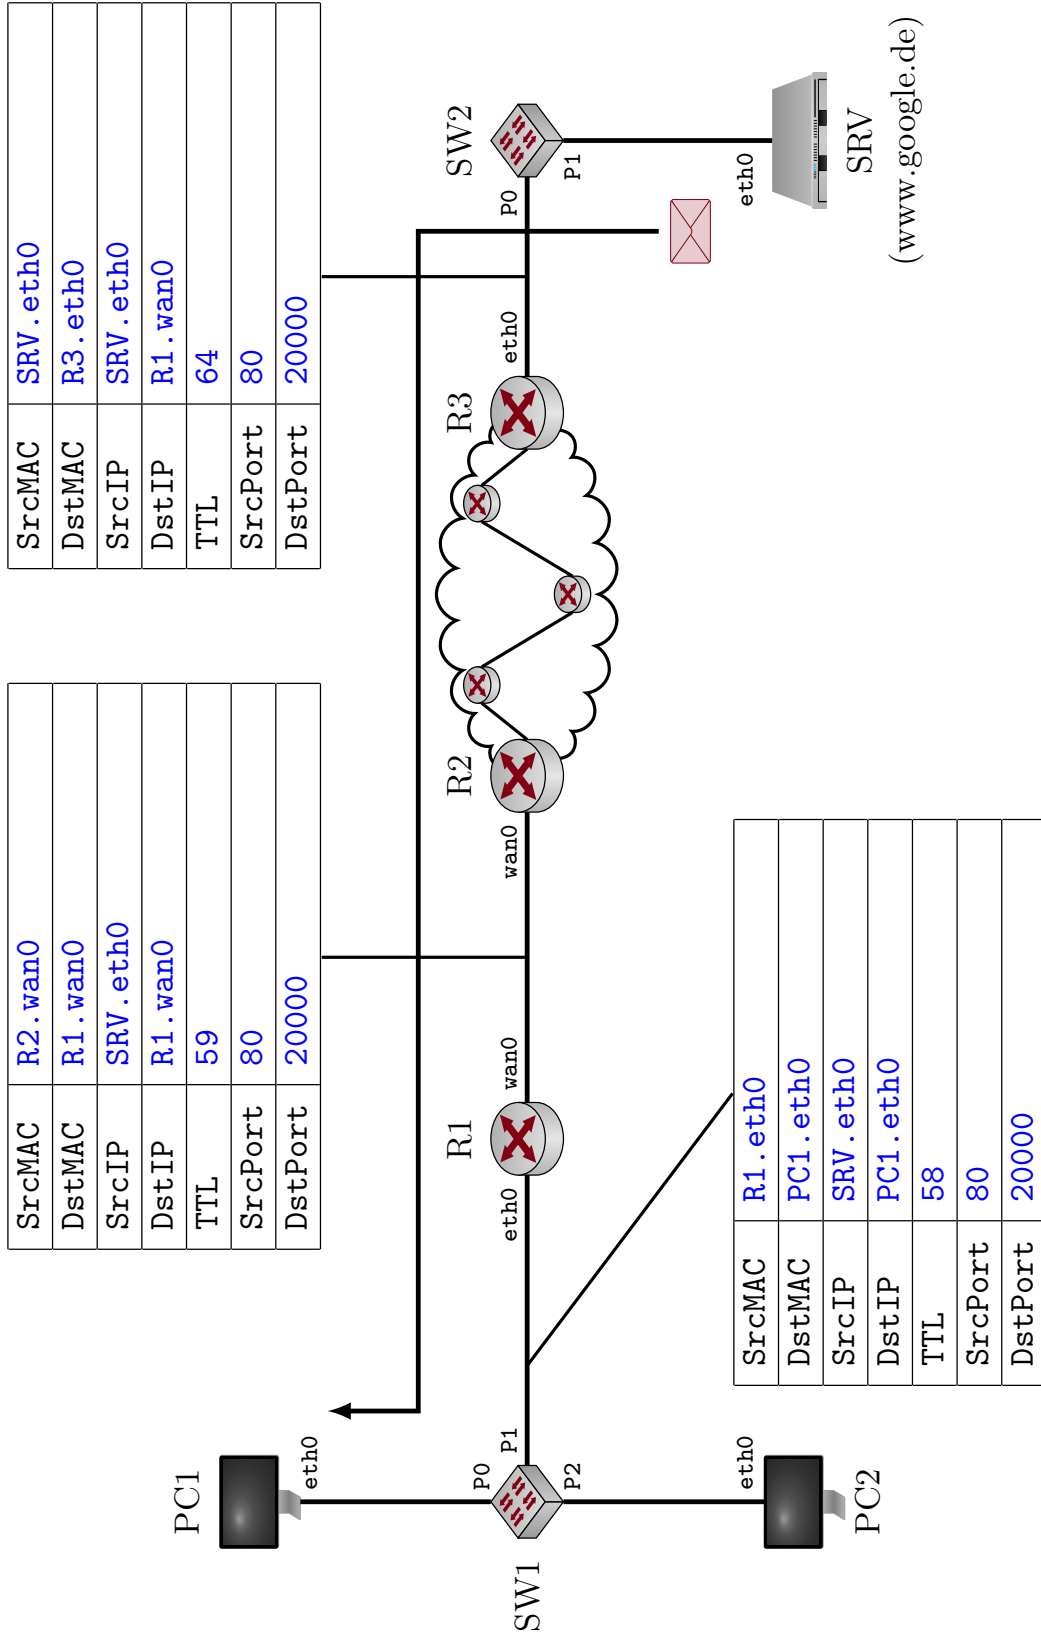 SrcMAC R2.wan0
DstMAC R1.wan0
SrcIP SRV.eth0
DstIP R1.wan0
TTL 59
SrcPort 80
DstPort 20000
SrcMAC SRV.eth0
DstMAC R3.eth0
SrcIP SRV.eth0
DstIP R1.wan0
TTL 64
SrcPort 80
DstPort 20000
PC1
eth0
SW1
P0
P1
P2
eth0
PC2
eth0
R1
wan0
wan0
R2
R3
eth0
P0
SW2
P1
eth0
SRV
(www.google.de)
SrcMAC R1.eth0
DstMAC PC1.eth0
SrcIP SRV.eth0
DstIP PC1.eth0
TTL 58
SrcPort 80
DstPort 20000